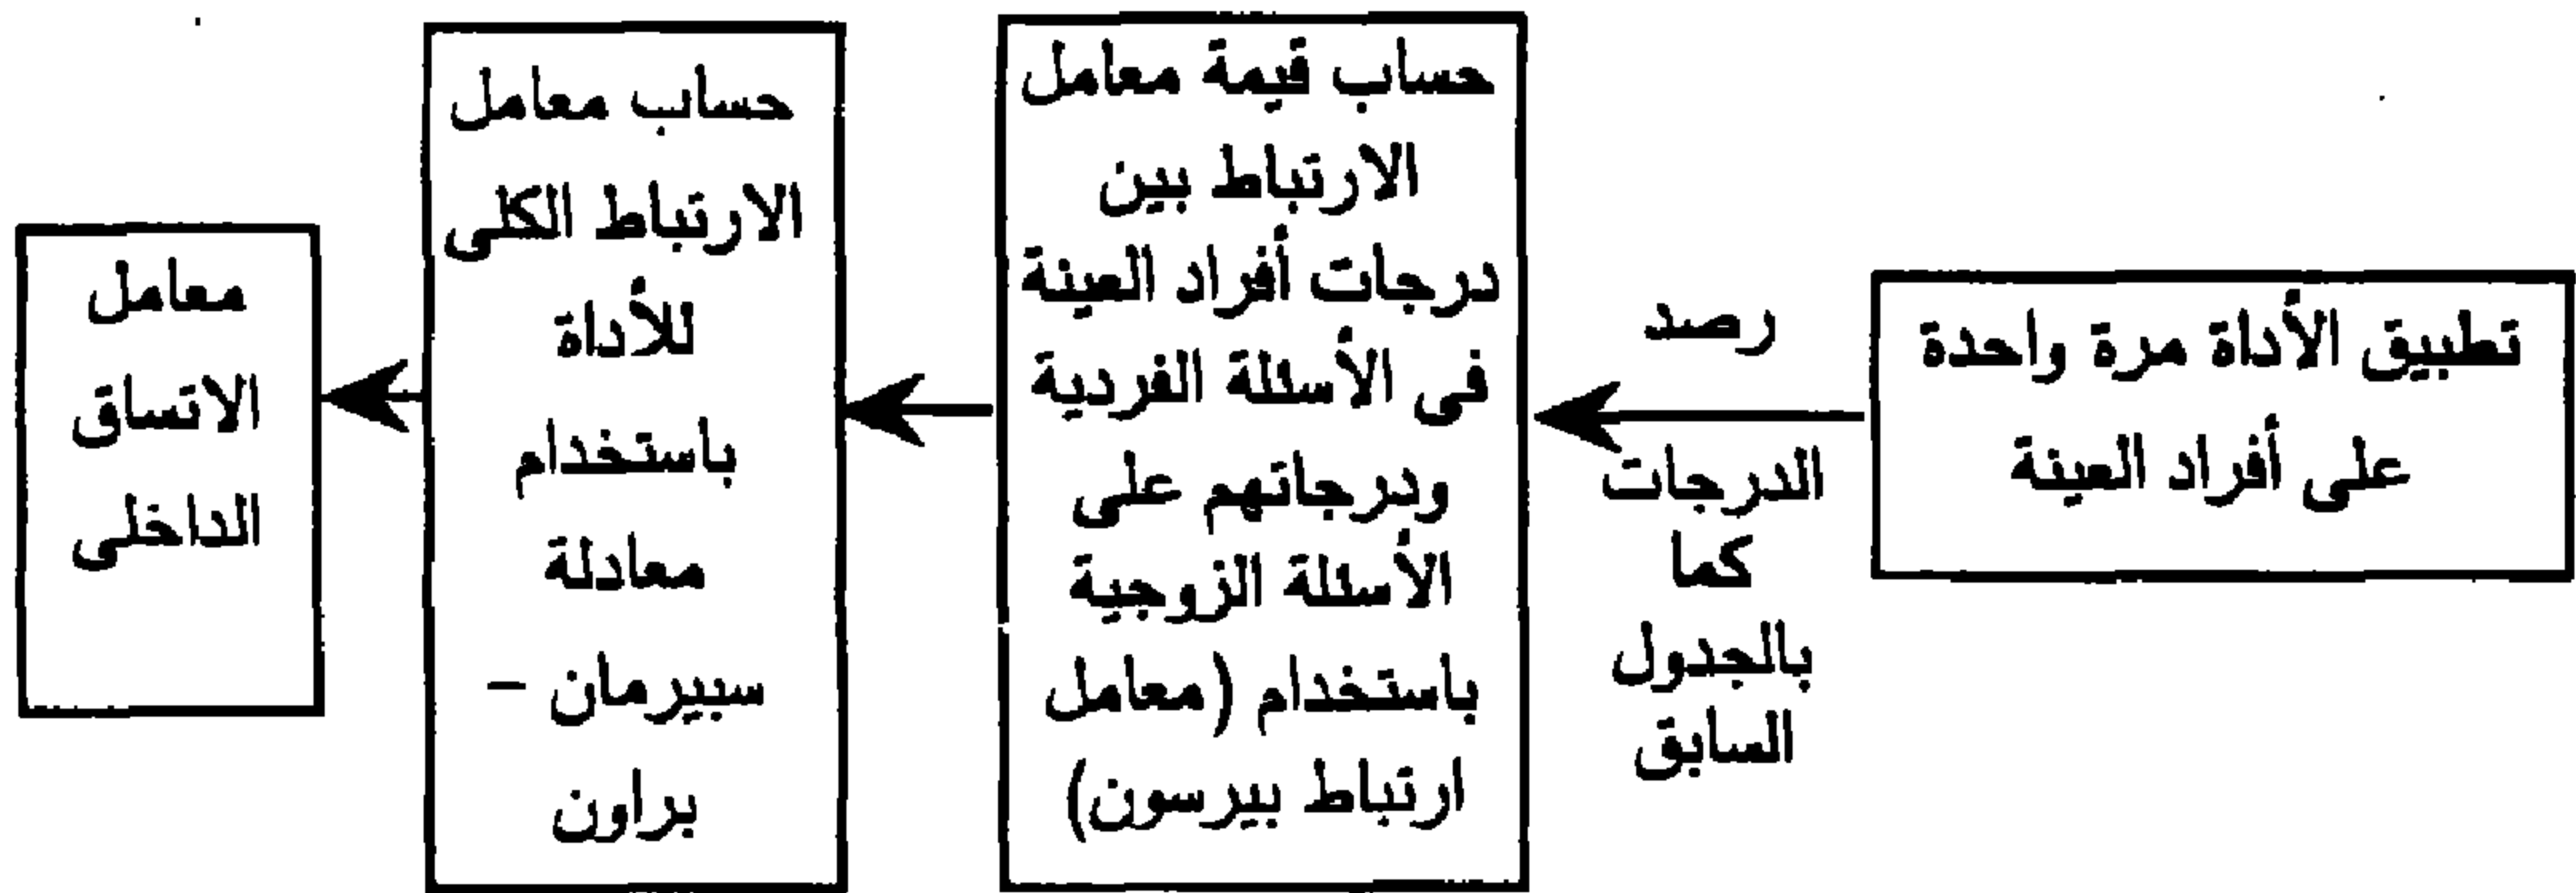 تطبيق الأداة مرة واحدة
على أفراد العينة
رصد
الدرجات
كما
بالجدول
السابق
حساب قيمة معامل
الارتباط بين
درجات أفراد العينة
فى الأسئلة الفردية
ودرجاتهم على
الأسئلة الزوجية
باستخدام (معامل
ارتباط بيرسون)
حساب معامل
الارتباط الكلى
للأداة
باستخدام
معادلة
سبيرمان –
براون
معامل
الاتساق
الداخلى